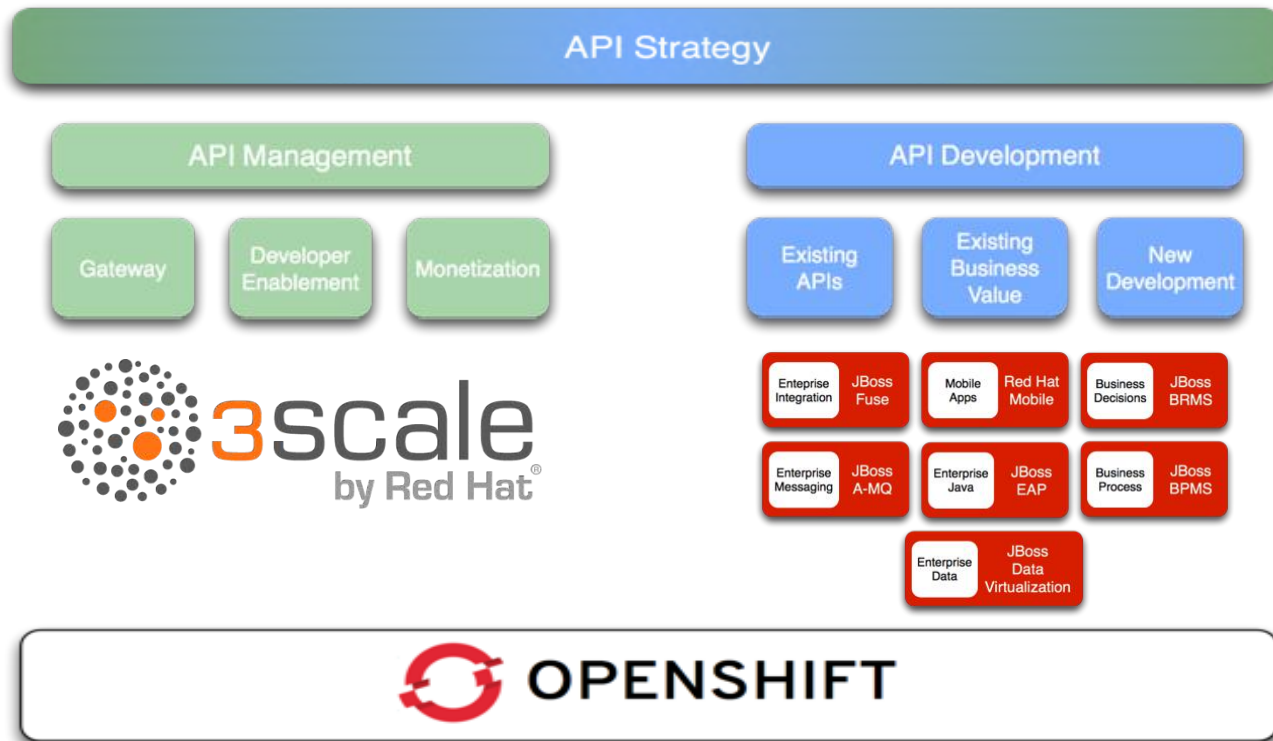 API Strategy
API Management
API Development
Gateway
Developer
Enablement
Monetization
Existing
APIs
Existing
Business
Value
New
Development
3scale
by Red Hat®
Enteprise
Integration
JBoss
Fuse
Mobile
Apps
Red Hat
Mobile
Business
Decisions
JBoss
BRMS
Enterprise
Messaging
JBoss
A-MQ
Enterprise
Java
JBoss
EAP
Business
Process
JBoss
BPMS
Enterprise
Data
JBoss
Data
Virtualization
OPENSHIFT